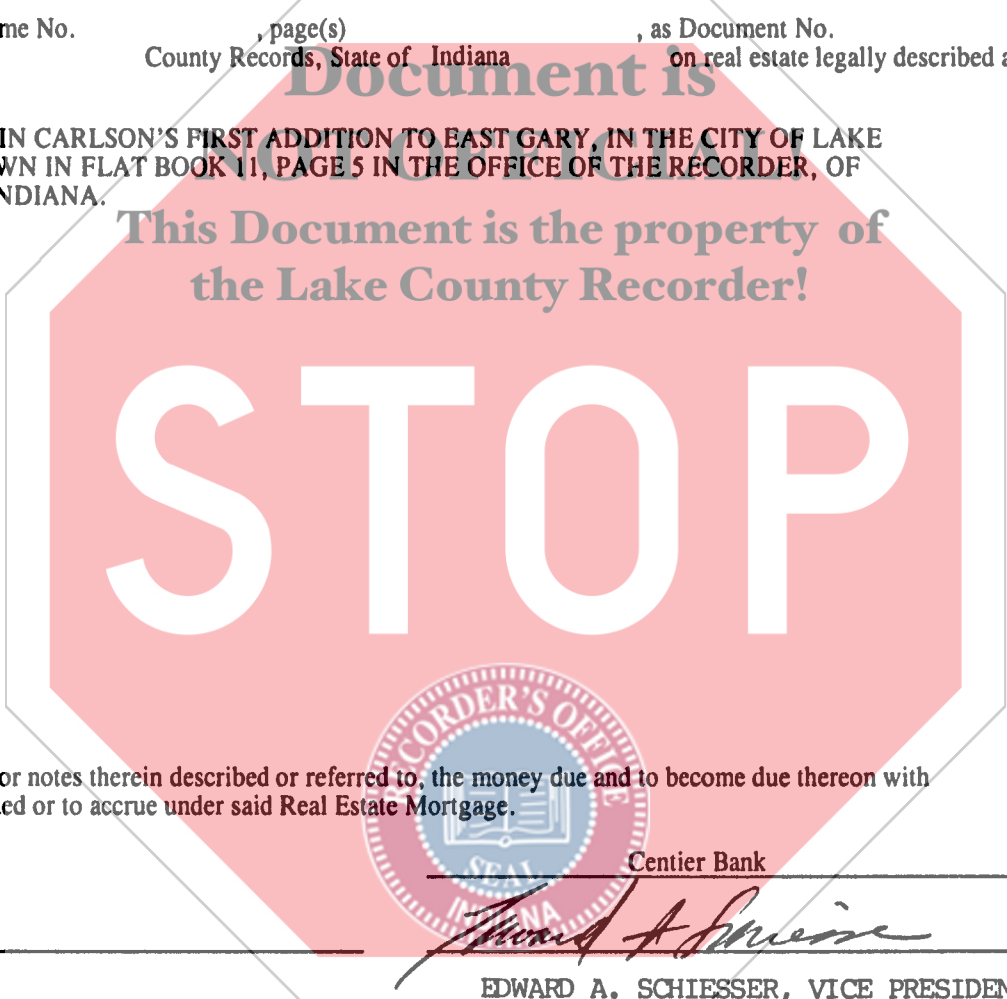 me No. , page(s) , as Document No.
County Records, State of Indiana on real estate legally described a
Document is
IN CARLSON'S FIRST ADDITION TO EAST GARY, IN THE CITY OF LAKE
NOT OFFICIAL!
WN IN FLAT BOOK 11, PAGE 5 IN THE OFFICE OF THE RECORDER, OF
NDIANA.
This Document is the property of
the Lake County Recorder!
STOP
RECORDER'S OFFICE
or notes therein described or referred to, the money due and to become due thereon with
ed or to accrue under said Real Estate Mortgage.
SEAL
Centier Bank
INDIANA
Edward A Schiesser
EDWARD A. SCHIESSER, VICE PRESIDEN